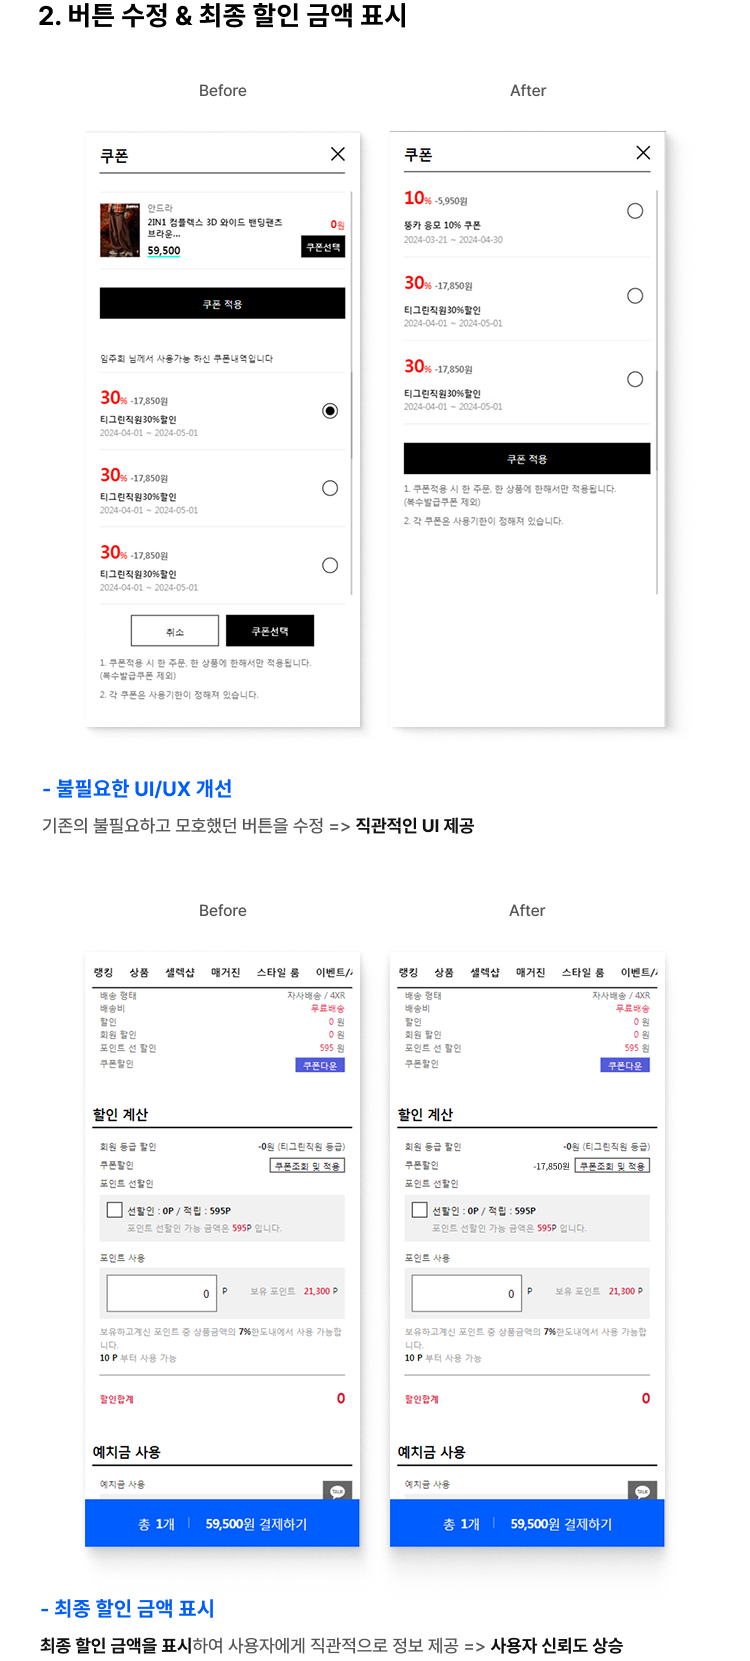 2. 버튼 수정 & 최종 할인 금액 표시
Before
After
쿠폰
안드라
2IN1 컴플렉스 3D 와이드 밴딩팬츠
브라운...
0원
59,500
쿠폰선택
쿠폰 적용
임주희 님께서 사용가능 하신 쿠폰내역입니다
30% -17,850원
티그린직원30%할인
2024-04-01 ~ 2024-05-01
30% -17,850원
티그린직원30%할인
2024-04-01 ~ 2024-05-01
30% -17,850원
티그린직원30%할인
2024-04-01 ~ 2024-05-01
취소
쿠폰선택
1. 쿠폰적용 시 한 주문, 한 상품에 한해서만 적용됩니다.
(복수발급쿠폰 제외)
2. 각 쿠폰은 사용기한이 정해져 있습니다.
쿠폰
10% -5,950원
뚱카 응모 10% 쿠폰
2024-03-21 ~ 2024-04-30
30% -17,850원
티그린직원30%할인
2024-04-01 ~ 2024-05-01
30% -17,850원
티그린직원30%할인
2024-04-01 ~ 2024-05-01
쿠폰 적용
1. 쿠폰적용 시 한 주문, 한 상품에 한해서만 적용됩니다.
(복수발급쿠폰 제외)
2. 각 쿠폰은 사용기한이 정해져 있습니다.
- 불필요한 UI/UX 개선
기존의 불필요하고 모호했던 버튼을 수정 => 직관적인 UI 제공
Before
After
랭킹 상품 셀렉샵 매거진 스타일 룸 이벤트/
배송 형태 자사배송 / 4XR
배송비 무료배송
할인 0 원
회원 할인 0 원
포인트 선 할인 595 원
쿠폰할인 쿠폰다운
할인 계산
회원 등급 할인 -0원 (티그린직원 등급)
쿠폰할인 쿠폰조회 및 적용
포인트 선할인
선할인 : 0P / 적립 : 595P
포인트 선할인 가능 금액은 595P 입니다.
포인트 사용
0 P 보유 포인트 21,300 P
보유하고계신 포인트 중 상품금액의 7%한도내에서 사용 가능합
니다.
10 P 부터 사용 가능
할인합계 0
예치금 사용
예치금 사용
TALK
총 1개 59,500원 결제하기
랭킹 상품 셀렉샵 매거진 스타일 룸 이벤트/
배송 형태 자사배송 / 4XR
배송비 무료배송
할인 0 원
회원 할인 0 원
포인트 선 할인 595 원
쿠폰할인 쿠폰다운
할인 계산
회원 등급 할인 -0원 (티그린직원 등급)
쿠폰할인 -17,850원 쿠폰조회 및 적용
포인트 선할인
선할인 : 0P / 적립 : 595P
포인트 선할인 가능 금액은 595P 입니다.
포인트 사용
0 P 보유 포인트 21,300 P
보유하고계신 포인트 중 상품금액의 7%한도내에서 사용 가능합
니다.
10 P 부터 사용 가능
할인합계 0
예치금 사용
예치금 사용
TALK
총 1개 59,500원 결제하기
- 최종 할인 금액 표시
최종 할인 금액을 표시하여 사용자에게 직관적으로 정보 제공 => 사용자 신뢰도 상승